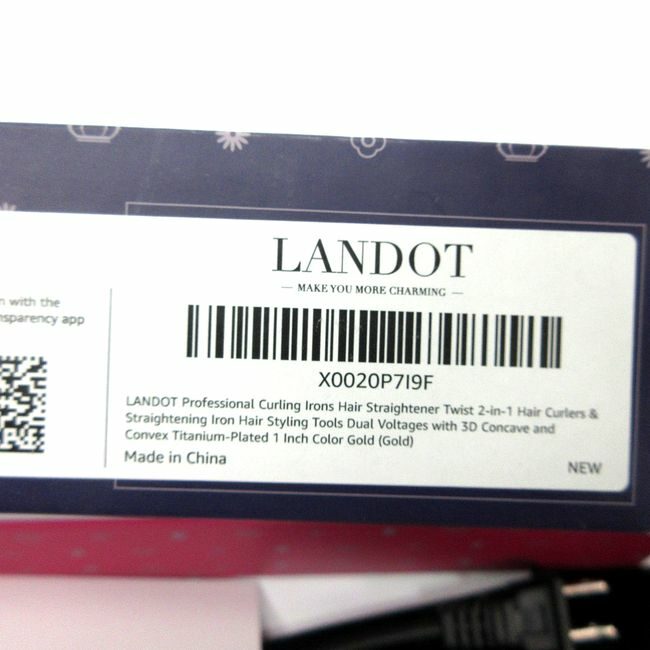 LANDOT
— MAKE YOU MORE CHARMING —
X0020P7I9F
LANDOT Professional Curling Irons Hair Straightener Twist 2-in-1 Hair Curlers &
Straightening Iron Hair Styling Tools Dual Voltages with 3D Concave and
Convex Titanium-Plated 1 Inch Color Gold (Gold)
Made in China
NEW
with the
app